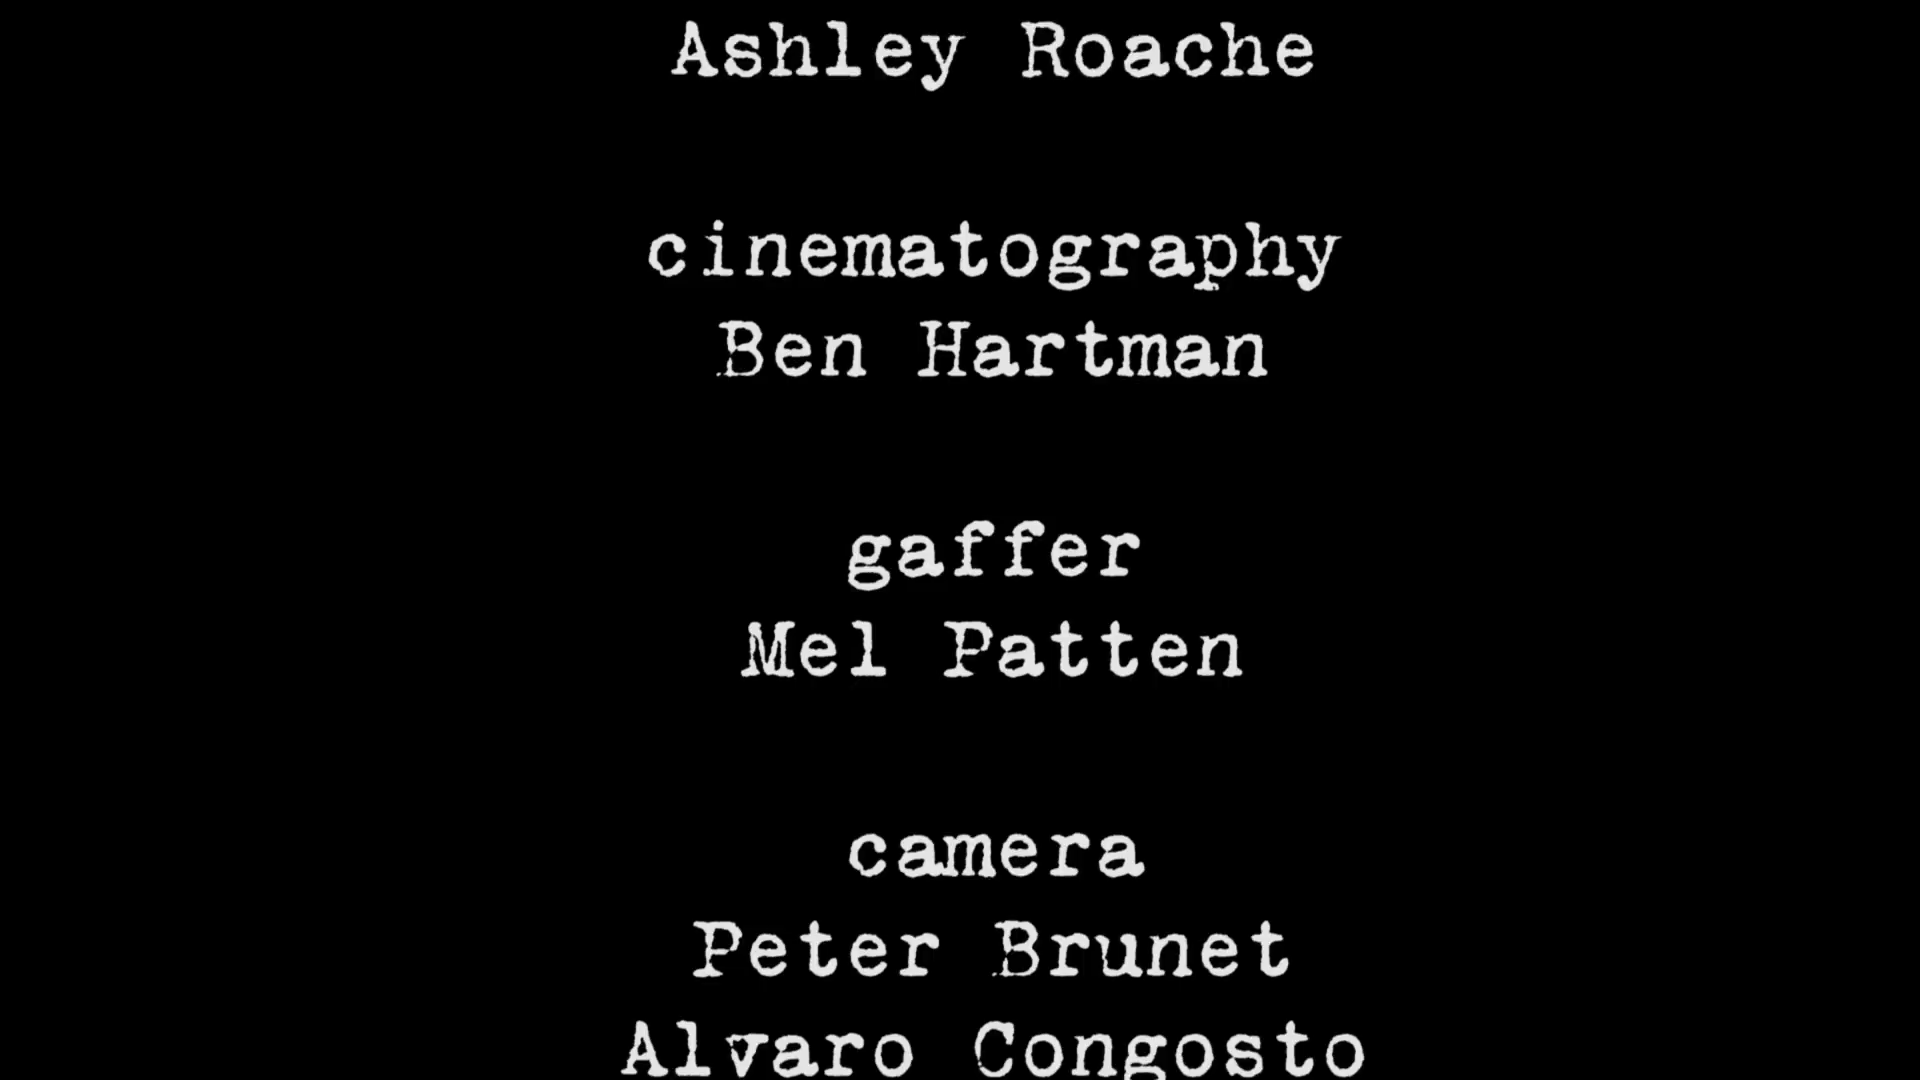 Ashley Roache
cinematography
Ben Hartman
gaffer
Mel Patten
camera
Peter Brunet
Alvaro Congosto